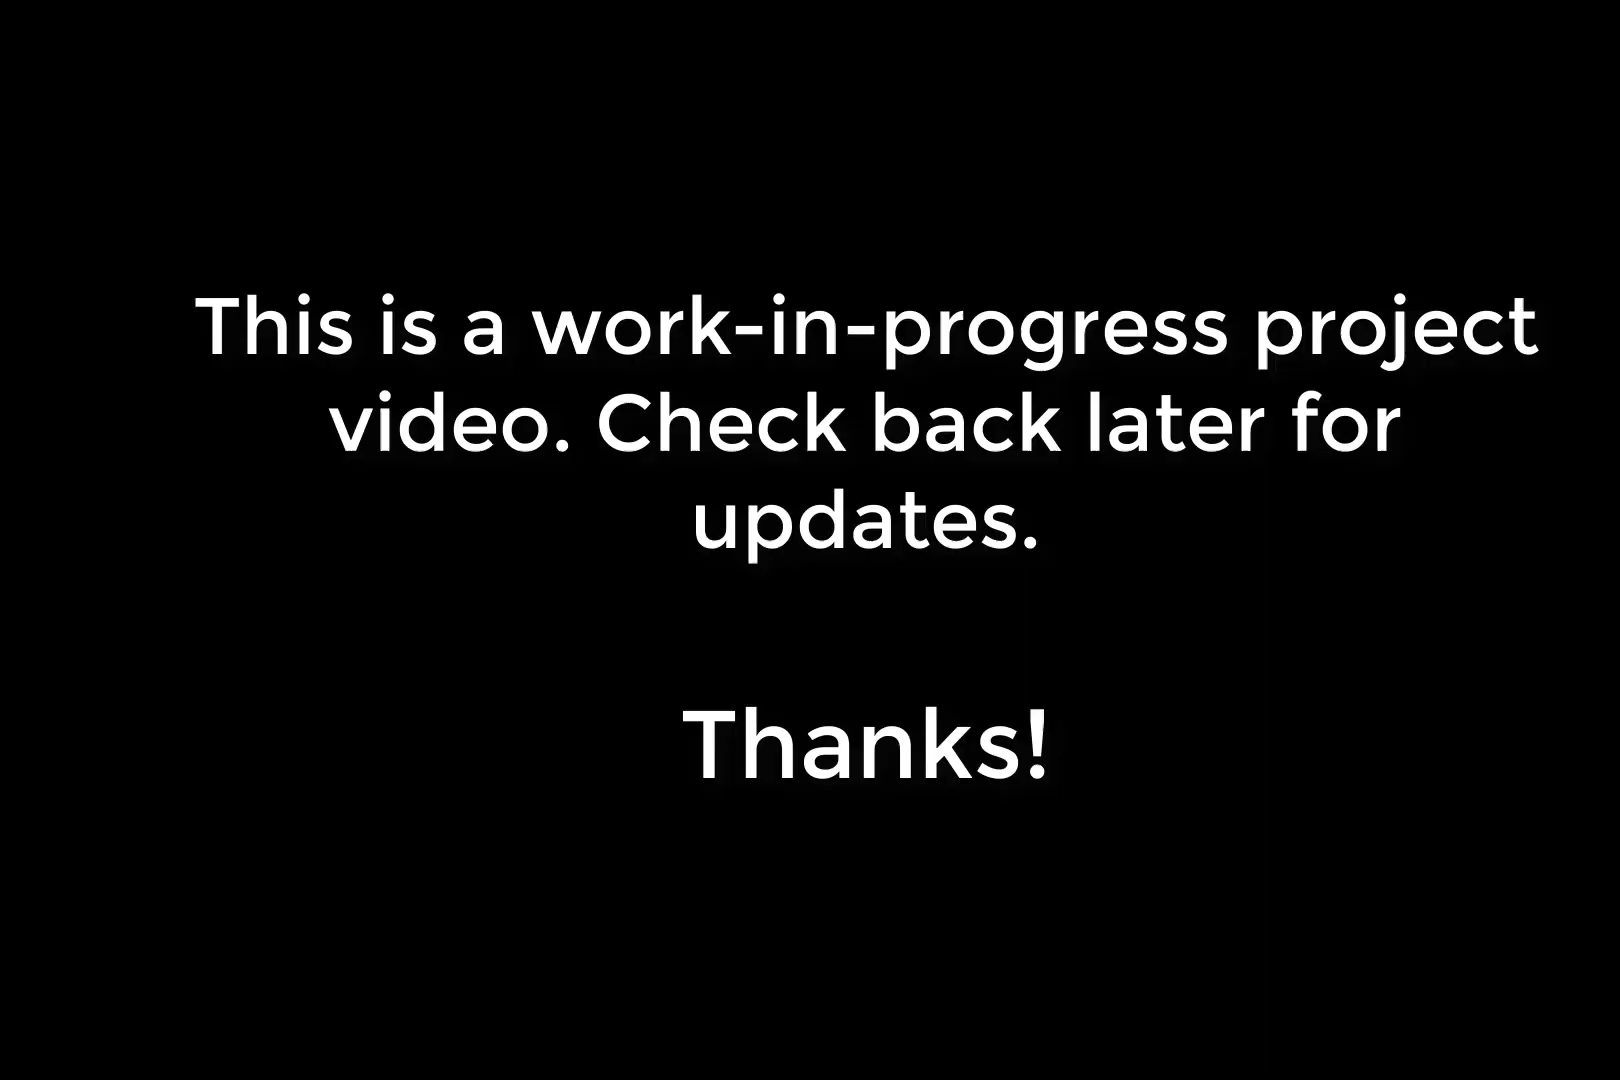 This is a work-in-progress project
video. Check back later for
updates.
Thanks!